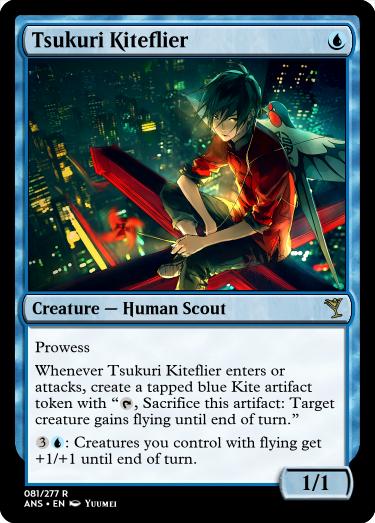 Tsukuri Kiteflier
Creature — Human Scout
Prowess
Whenever Tsukuri Kiteflier enters or
attacks, create a tapped blue Kite artifact
token with “, Sacrifice this artifact: Target
creature gains flying until end of turn.”
3: Creatures you control with flying get
+1/+1 until end of turn.
1/1
081/277 R
ANS • EN Yuumei